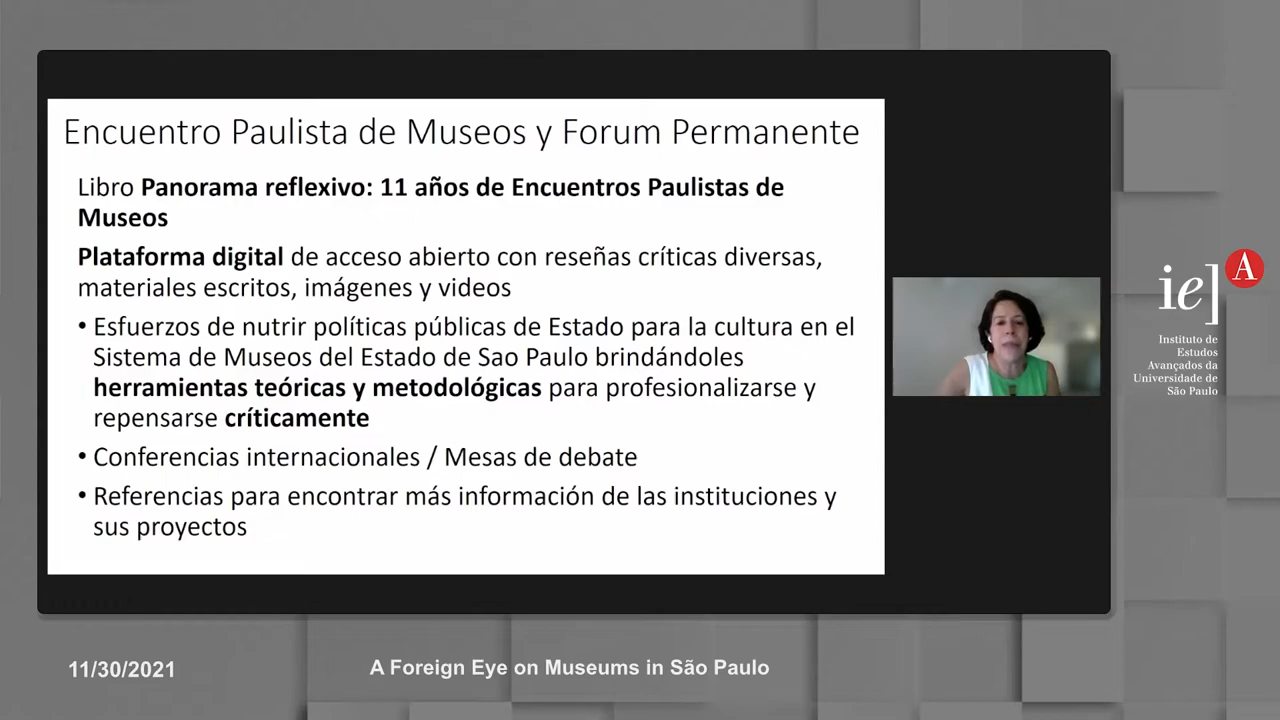 Encuentro Paulista de Museos y Forum Permanente
Libro Panorama reflexivo: 11 años de Encuentros Paulistas de
Museos
Plataforma digital de acceso abierto con reseñas críticas diversas,
materiales escritos, imágenes y videos
• Esfuerzos de nutrir políticas públicas de Estado para la cultura en el
Sistema de Museos del Estado de Sao Paulo brindándoles
herramientas teóricas y metodológicas para profesionalizarse y
repensarse críticamente
• Conferencias internacionales / Mesas de debate
• Referencias para encontrar más información de las instituciones y
sus proyectos
ie] A
Instituto de
Estudos
Avançados da
Universidade de
São Paulo
11/30/2021
A Foreign Eye on Museums in São Paulo